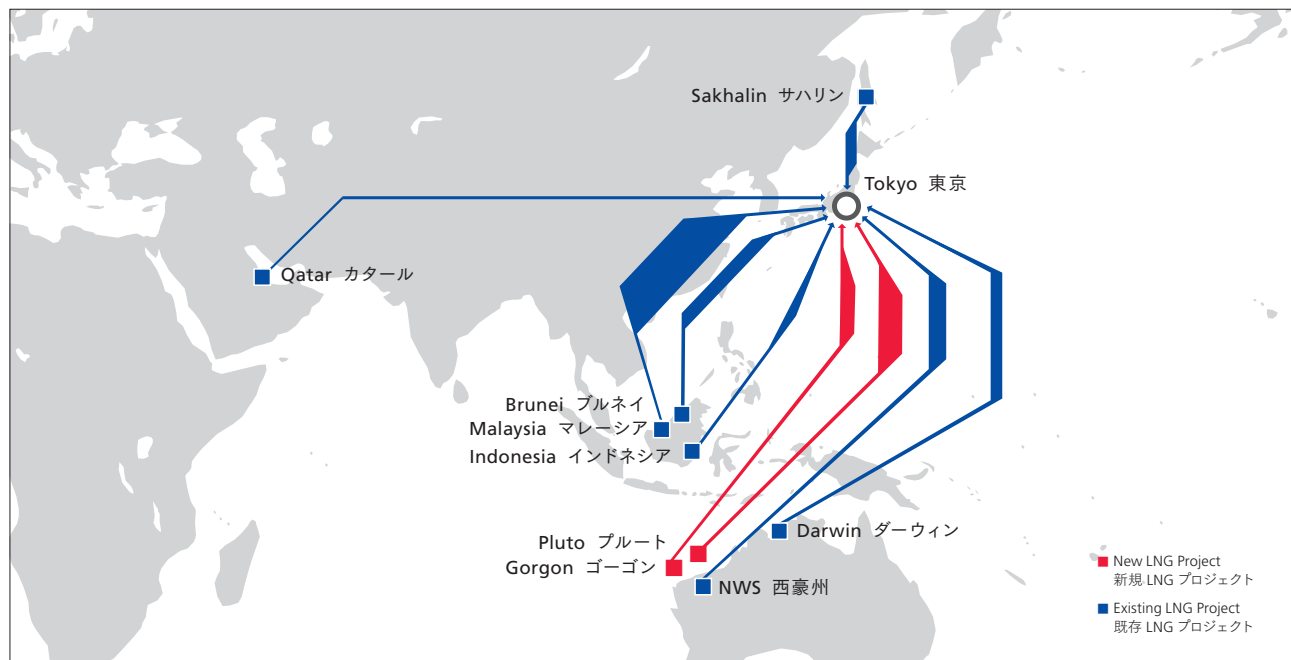 Sakhalin サハリン
Tokyo 東京
Qatar カタール
Brunei ブルネイ
Malaysia マレーシア
Indonesia インドネシア
Pluto プルート
Gorgon ゴーゴン
Darwin ダーウィン
NWS 西豪州
New LNG Project
新規 LNG プロジェクト
Existing LNG Project
既存 LNG プロジェクト